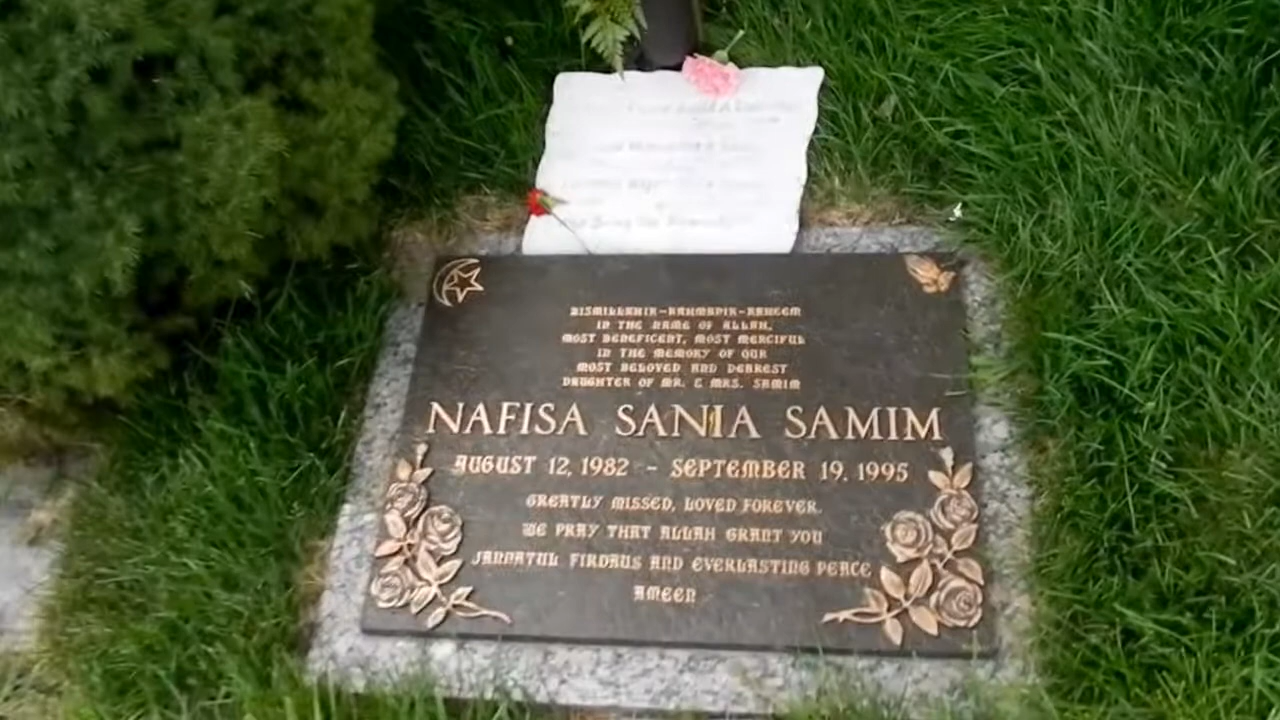 BISMILLAHIR-RAHMANIR-RAHEEM
IN THE NAME OF ALLAH,
MOST BENEFICENT, MOST MERCIFUL
IN THE MEMORY OF OUR
MOST BELOVED AND DEAREST
DAUGHTER OF MR. & MRS. SAMIM
NAFISA SANIA SAMIM
AUGUST 12, 1982 - SEPTEMBER 19, 1995
GREATLY MISSED, LOVED FOREVER.
WE PRAY THAT ALLAH GRANT YOU
JANNATUL FIRDAUS AND EVERLASTING PEACE
AMEEN